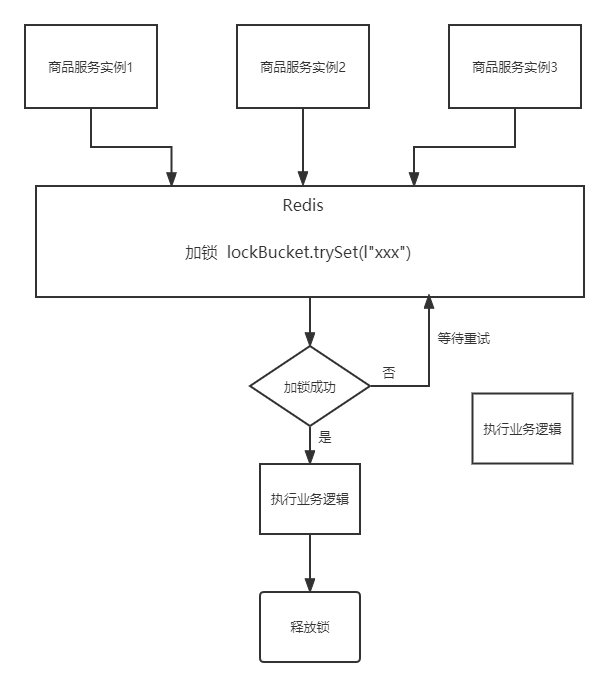 商品服务实例1
商品服务实例2
商品服务实例3
Redis
加锁 lockBucket.trySet(l"xxx")
等待重试
否
加锁成功
执行业务逻辑
是
执行业务逻辑
释放锁